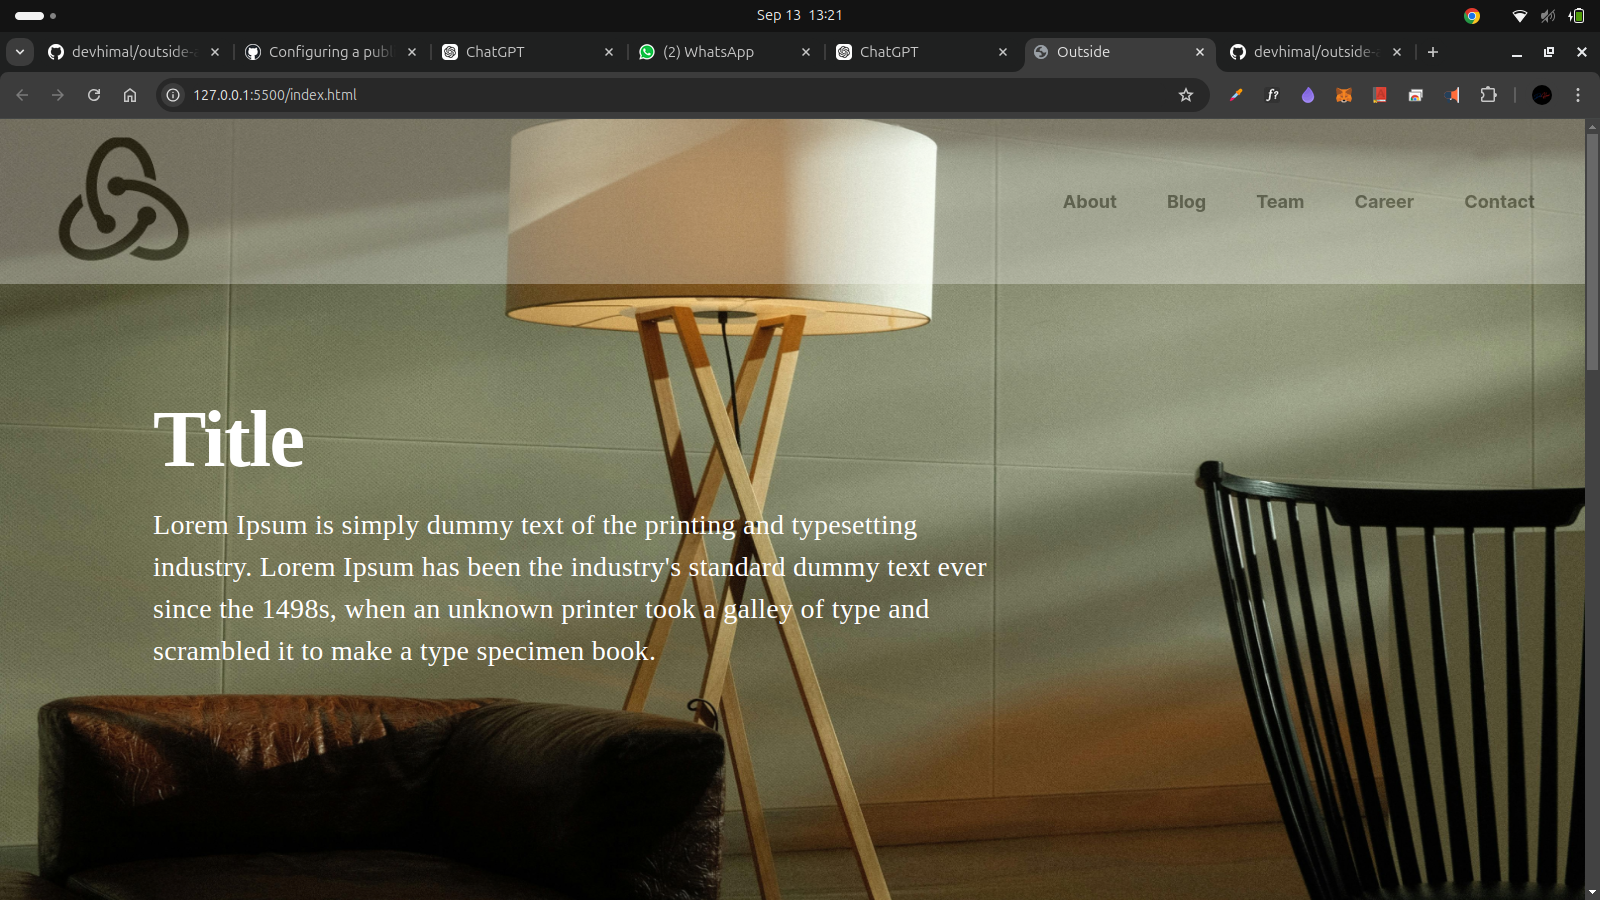 Sep 13 13:21
devhimal/outside-
Configuring a pub
ChatGPT
(2) WhatsApp
ChatGPT
Outside
devhimal/outside-
127.0.0.1:5500/index.html
f?
About
Blog
Team
Career
Contact
Title
Lorem Ipsum is simply dummy text of the printing and typesetting
industry. Lorem Ipsum has been the industry's standard dummy text ever
since the 1498s, when an unknown printer took a galley of type and
scrambled it to make a type specimen book.